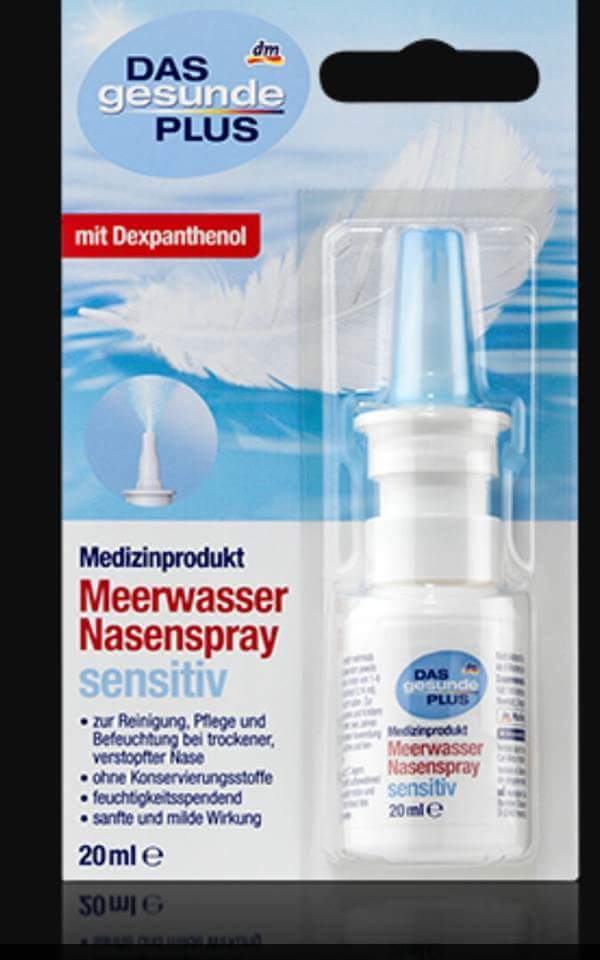 dm
DAS
gesunde
PLUS
mit Dexpanthenol
Medizinprodukt
Meerwasser
Nasenspray
sensitiv
• zur Reinigung, Pflege und
Befeuchtung bei trockener,
verstopfter Nase
• ohne Konservierungsstoffe
• feuchtigkeitsspendend
• sanfte und milde Wirkung
20 ml ℮
DAS
gesunde
PLUS
Medizinprodukt
Meerwasser
Nasenspray
sensitiv
20 ml ℮